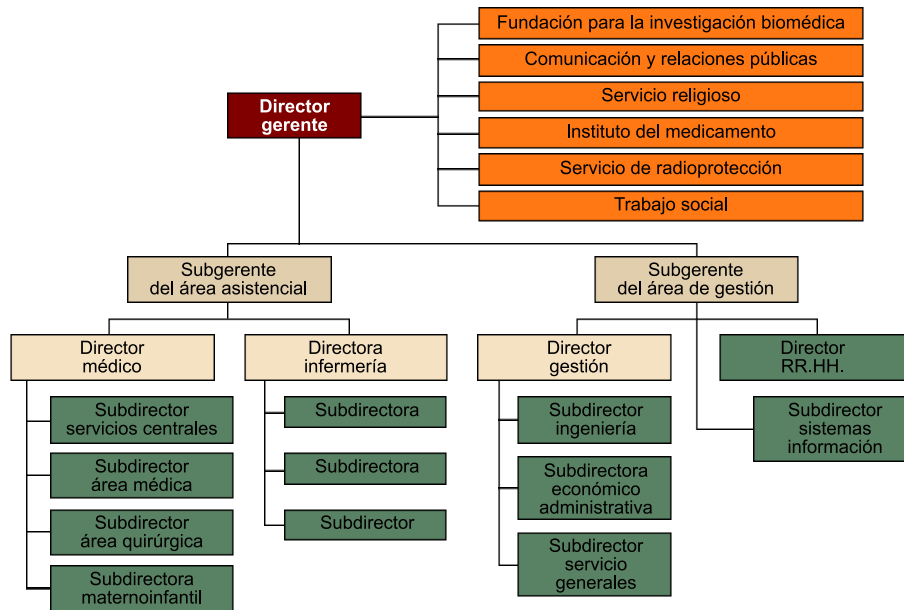 Fundación para la investigación biomédica
Comunicación y relaciones públicas
Servicio religioso
Instituto del medicamento
Servicio de radioprotección
Trabajo social
Director
gerente
Subgerente
del área asistencial
Subgerente
del área de gestión
Director
médico
Directora
infermería
Director
gestión
Director
RR.HH.
Subdirector
servicios centrales
Subdirector
área médica
Subdirector
área quirúrgica
Subdirectora
maternoinfantil
Subdirectora
Subdirectora
Subdirector
Subdirector
ingeniería
Subdirectora
económico
administrativa
Subdirector
servicio
generales
Subdirector
sistemas
información